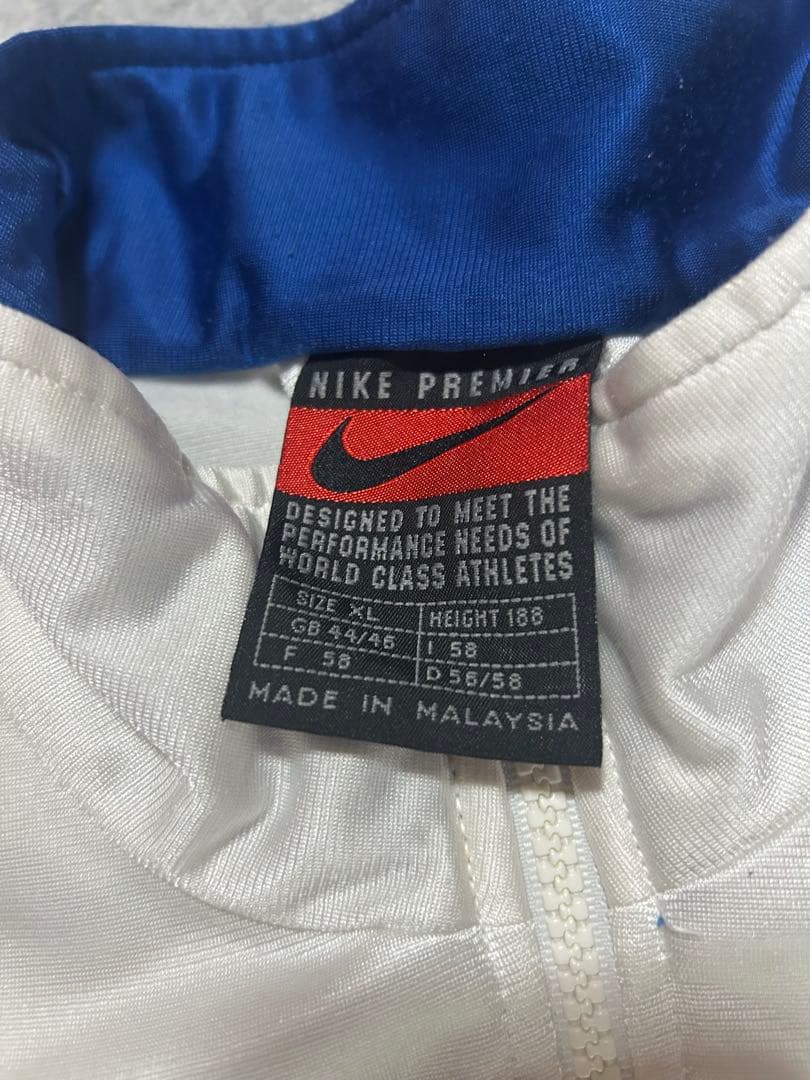 NIKE PREMIER
DESIGNED TO MEET THE
PERFORMANCE NEEDS OF
WORLD CLASS ATHLETES
SIZE XL HEIGHT 188
GB 44/46 I 58
F 58 D 56/58
MADE IN MALAYSIA